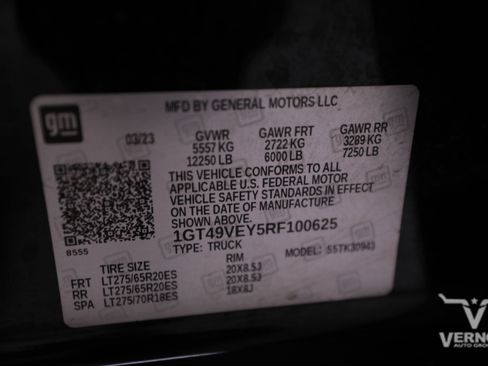 MFD BY GENERAL MOTORS LLC
gm
03/23 GVWR GAWR FRT GAWR RR
5557 KG 2722 KG 3289 KG
12250 LB 6000 LB 7250 LB
THIS VEHICLE CONFORMS TO ALL
APPLICABLE U.S. FEDERAL MOTOR
VEHICLE SAFETY STANDARDS IN EFFECT
ON THE DATE OF MANUFACTURE
SHOWN ABOVE.
8555
1GT49VEY5RF100625
TYPE: TRUCK
TIRE SIZE RIM
FRT LT275/65R20ES 20X8.5J
RR LT275/65R20ES 20X8.5J
SPA LT275/70R18ES 18X8J
VERNO
AUTO GRO